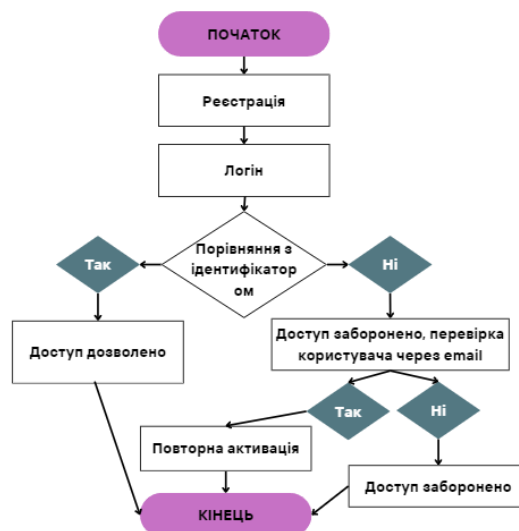 ПОЧАТОК
Реєстрація
Логін
Порівняння з
ідентифікатор
ом
Так
Ні
Доступ дозволено
Доступ заборонено, перевірка
користувача через email
Так
Ні
Повторна активація
Доступ заборонено
КІНЕЦЬ